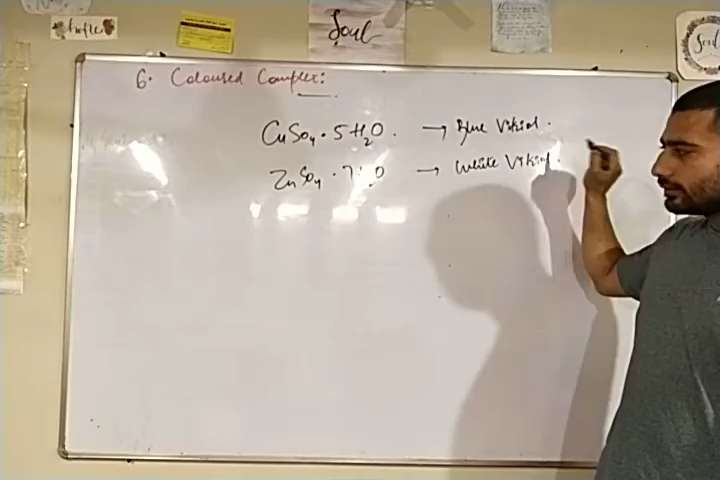 Soul
6. Coloured Complex:
CuSO4 · 5H2O. → Blue Vitriol.
ZnSO4 · 7H2O → White Vitriol.